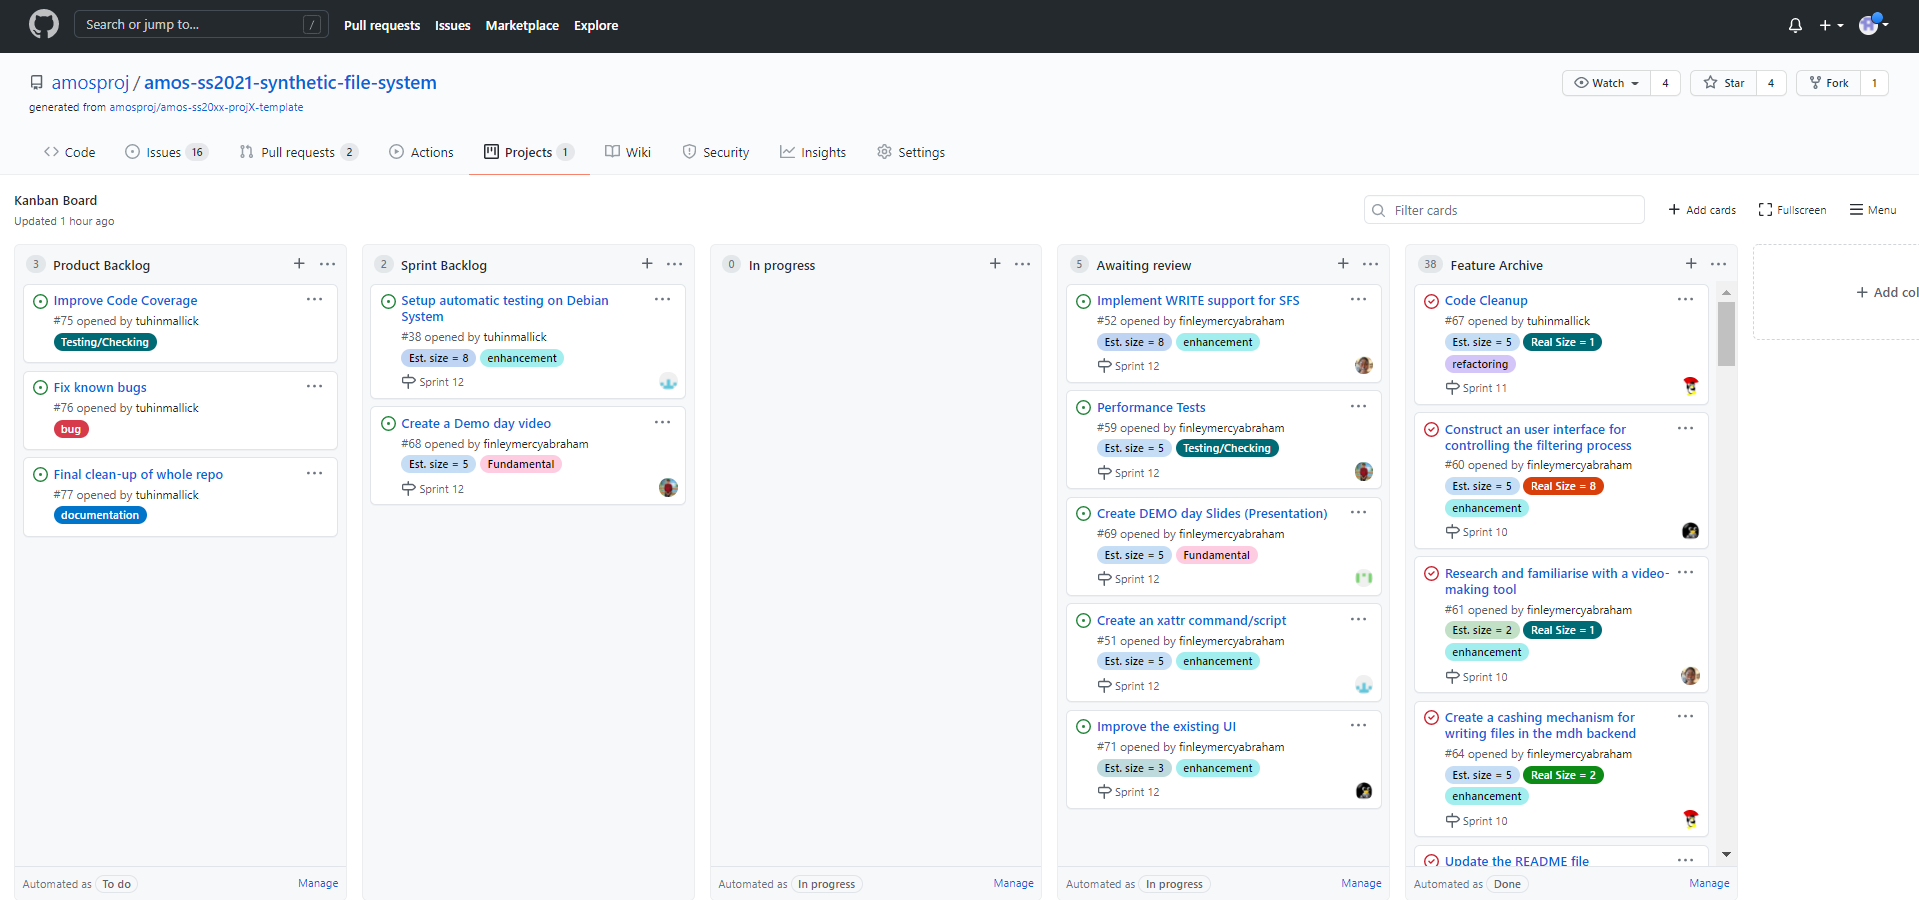 Search or jump to... /
Pull requests Issues Marketplace Explore
amosproj / amos-ss2021-synthetic-file-system
generated from amosproj/amos-ss20xx-projX-template
Watch 4 Star 4 Fork 1
Code Issues 16 Pull requests 2 Actions Projects 1 Wiki Security Insights Settings
Kanban Board
Updated 1 hour ago
Filter cards
Add cards Fullscreen Menu
3 Product Backlog
Improve Code Coverage
#75 opened by tuhinmallick
Testing/Checking
Fix known bugs
#76 opened by tuhinmallick
bug
Final clean-up of whole repo
#77 opened by tuhinmallick
documentation
Automated as To do Manage
2 Sprint Backlog
Setup automatic testing on Debian
System
#38 opened by tuhinmallick
Est. size = 8 enhancement
Sprint 12
Create a Demo day video
#68 opened by finleymercyabraham
Est. size = 5 Fundamental
Sprint 12
0 In progress
Automated as In progress Manage
5 Awaiting review
Implement WRITE support for SFS
#52 opened by finleymercyabraham
Est. size = 8 enhancement
Sprint 12
Performance Tests
#59 opened by finleymercyabraham
Est. size = 5 Testing/Checking
Sprint 12
Create DEMO day Slides (Presentation)
#69 opened by finleymercyabraham
Est. size = 5 Fundamental
Sprint 12
Create an xattr command/script
#51 opened by finleymercyabraham
Est. size = 5 enhancement
Sprint 12
Improve the existing UI
#71 opened by finleymercyabraham
Est. size = 3 enhancement
Sprint 12
Automated as In progress Manage
38 Feature Archive
Code Cleanup
#67 opened by tuhinmallick
Est. size = 5 Real Size = 1
refactoring
Sprint 11
Construct an user interface for
controlling the filtering process
#60 opened by finleymercyabraham
Est. size = 5 Real Size = 8
enhancement
Sprint 10
Research and familiarise with a video-
making tool
#61 opened by finleymercyabraham
Est. size = 2 Real Size = 1
enhancement
Sprint 10
Create a cashing mechanism for
writing files in the mdh backend
#64 opened by finleymercyabraham
Est. size = 5 Real Size = 2
enhancement
Sprint 10
Update the README file
Automated as Done Manage
Add col